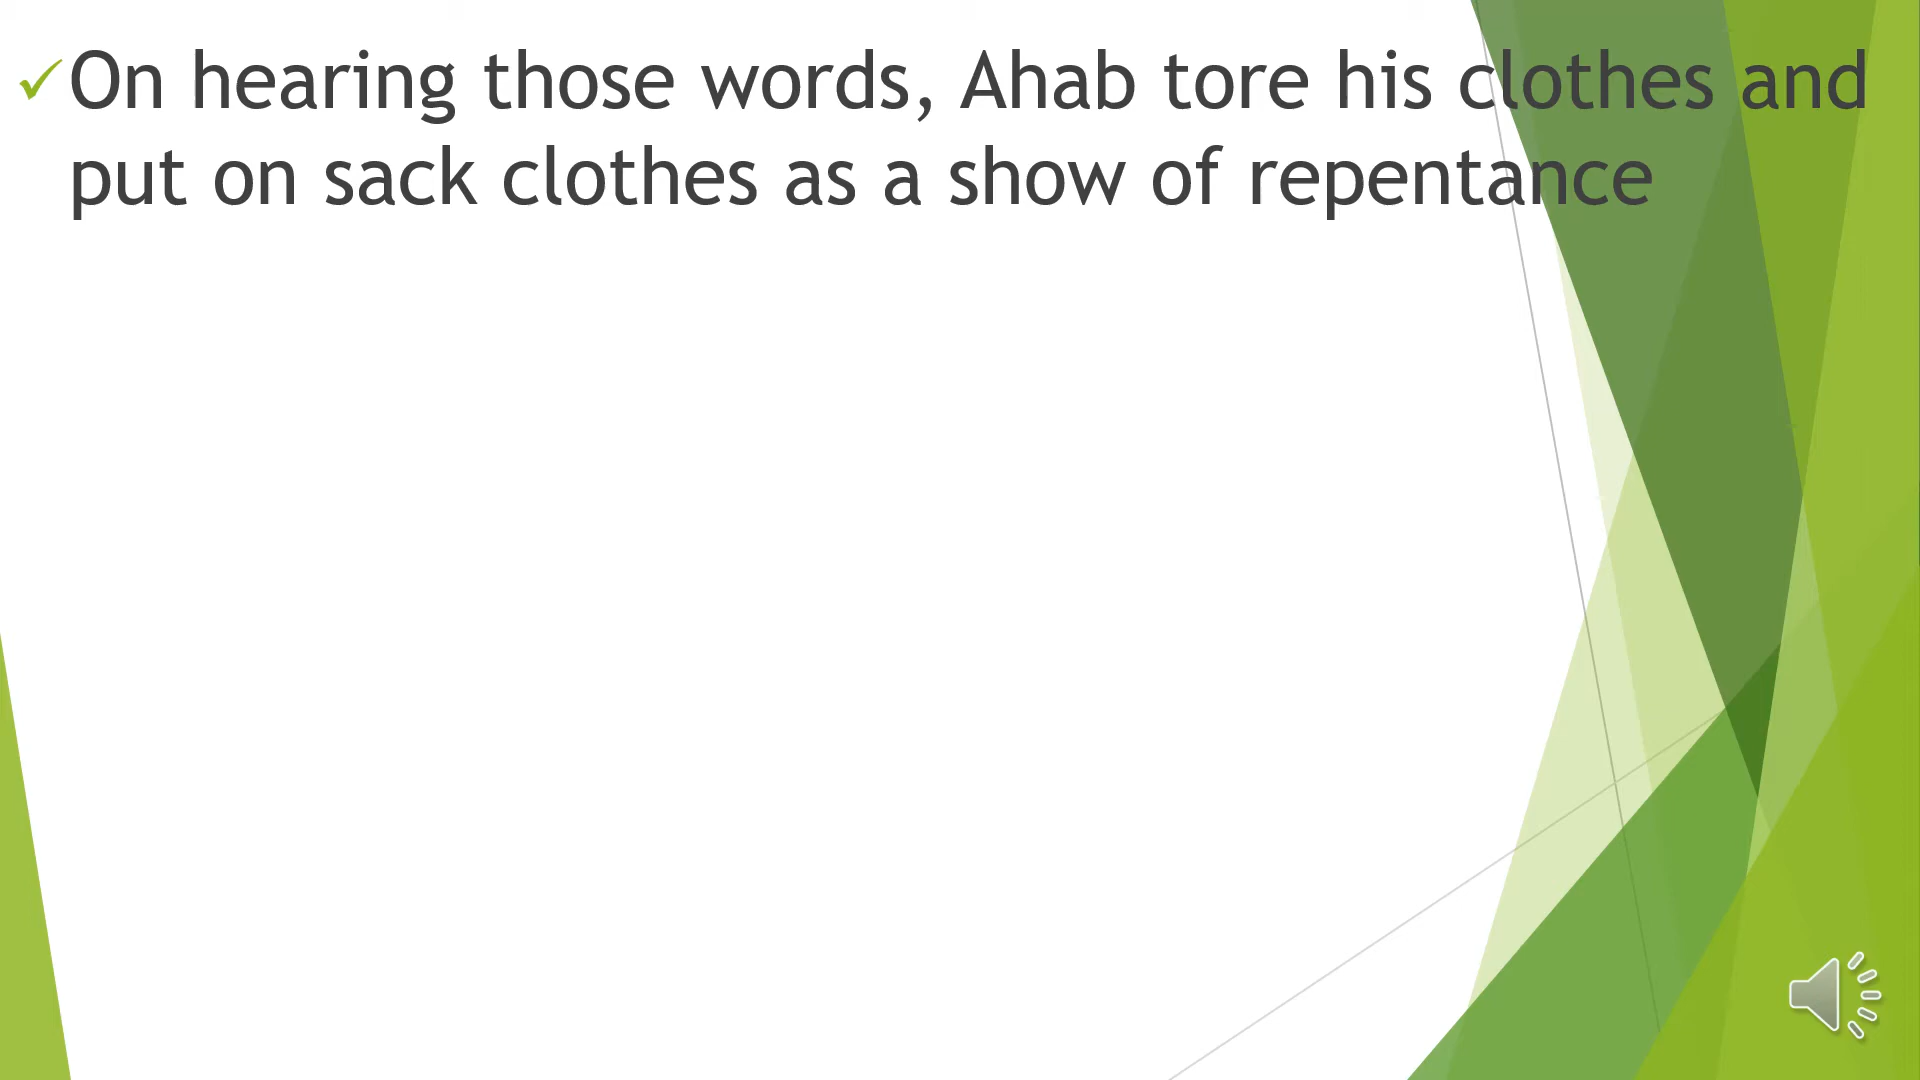 ✓On hearing those words, Ahab tore his clothes and
put on sack clothes as a show of repentance